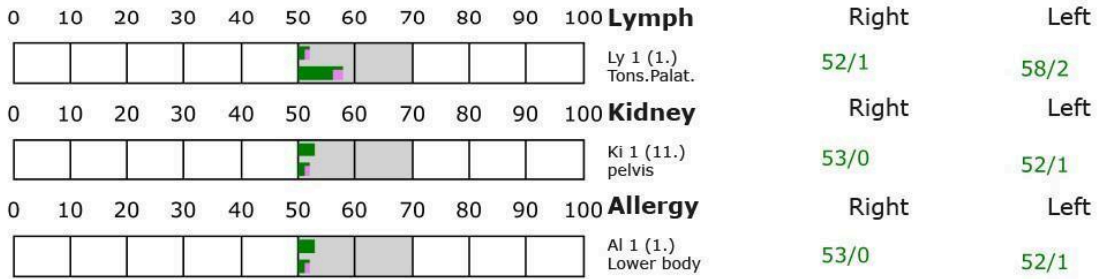 0 10 20 30 40 50 60 70 80 90 100 Lymph Right Left
Ly 1 (1.) 52/1 58/2
Tons.Palat.
0 10 20 30 40 50 60 70 80 90 100 Kidney Right Left
Ki 1 (11.) 53/0 52/1
pelvis
0 10 20 30 40 50 60 70 80 90 100 Allergy Right Left
Al 1 (1.) 53/0 52/1
Lower body